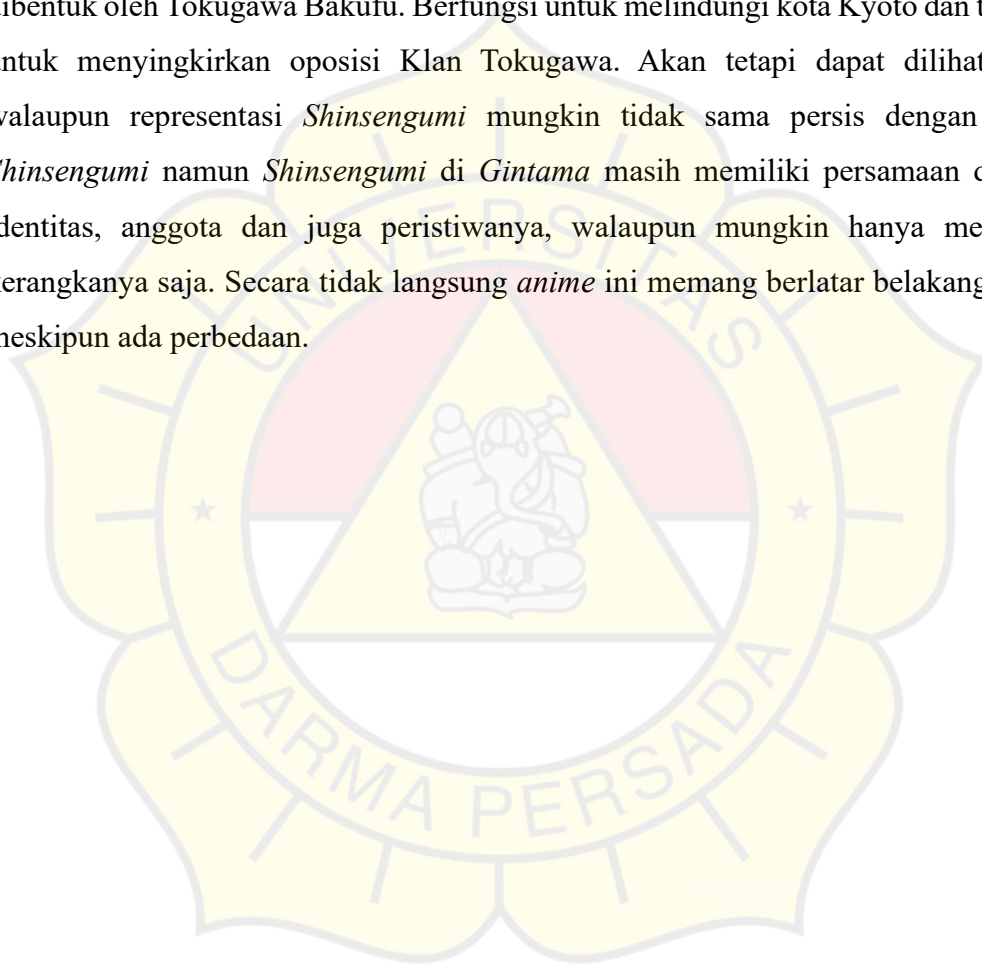 dibentuk oleh Tokugawa Bakufu. Berfungsi untuk melindungi kota Kyoto dan t
untuk menyingkirkan oposisi Klan Tokugawa. Akan tetapi dapat dilihat
walaupun representasi Shinsengumi mungkin tidak sama persis dengan
Shinsengumi namun Shinsengumi di Gintama masih memiliki persamaan d
identitas, anggota dan juga peristiwanya, walaupun mungkin hanya me
kerangkanya saja. Secara tidak langsung anime ini memang berlatar belakang
meskipun ada perbedaan.
UNIVERSITAS
DARMA PERSADA